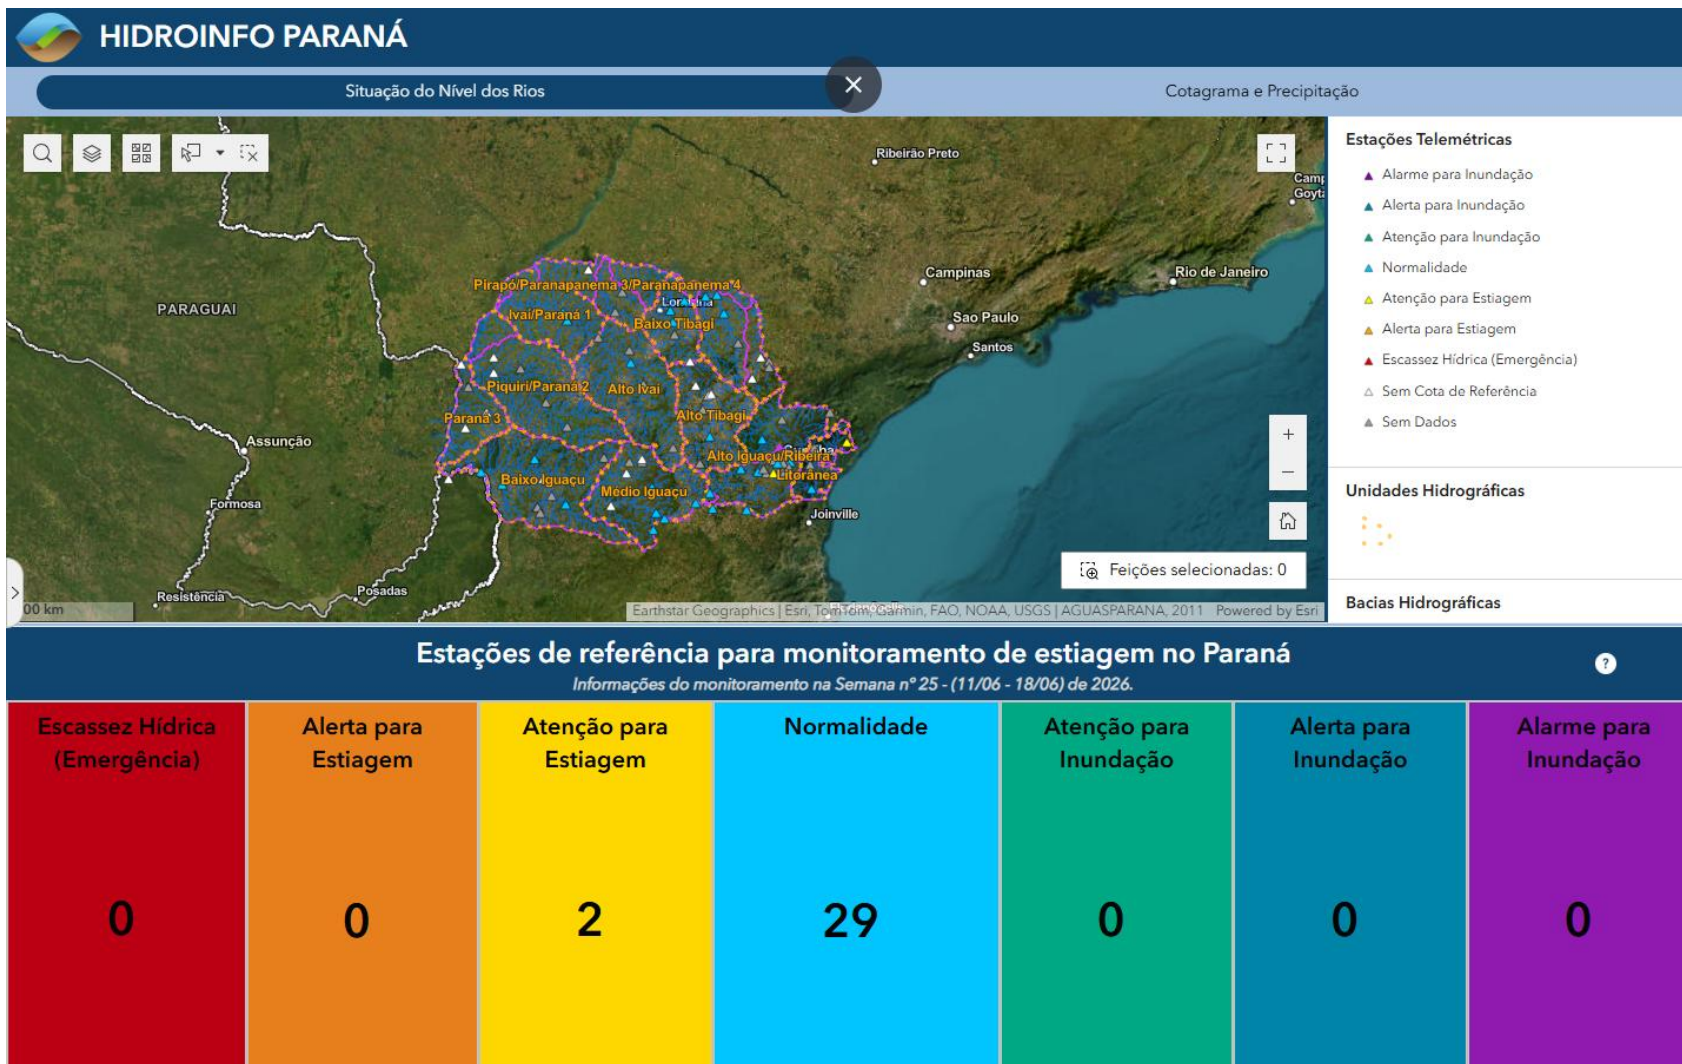 HIDROINFO PARANÁ
Situação do Nível dos Rios
Cotagrama e Precipitação
Ribeirão Preto
Goyt
Campinas
Rio de Janeiro
Sao Paulo
Santos
PARAGUAI
Pirapó/Paranapanema 3/Paranapanema 4
Ivaí/Paraná 1
Baixo Tibagi
Piquiri/Paraná 2
Alto Ivaí
Paraná 3
Alto Tibagi
Assunção
Alto Iguaçu/Ribeira
Litorânea
Baixo Iguaçu
Médio Iguaçu
Formosa
Joinville
Resistência
Posadas
00 km
Feições selecionadas: 0
Earthstar Geographics | Esri, TomTom, Garmin, FAO, NOAA, USGS | AGUASPARANA, 2011 Powered by Esri
Estações Telemétricas
Alarme para Inundação
Alerta para Inundação
Atenção para Inundação
Normalidade
Atenção para Estiagem
Alerta para Estiagem
Escassez Hídrica (Emergência)
Sem Cota de Referência
Sem Dados
Unidades Hidrográficas
Bacias Hidrográficas
Estações de referência para monitoramento de estiagem no Paraná
Informações do monitoramento na Semana nº 25 - (11/06 - 18/06) de 2026.
?
Escassez Hídrica
(Emergência)
0
Alerta para
Estiagem
0
Atenção para
Estiagem
2
Normalidade
29
Atenção para
Inundação
0
Alerta para
Inundação
0
Alarme para
Inundação
0